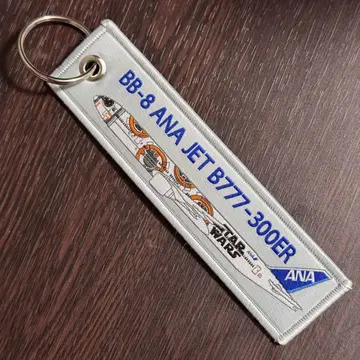 BB-8 ANA JET B777-300ER
STAR
WARS
ANA